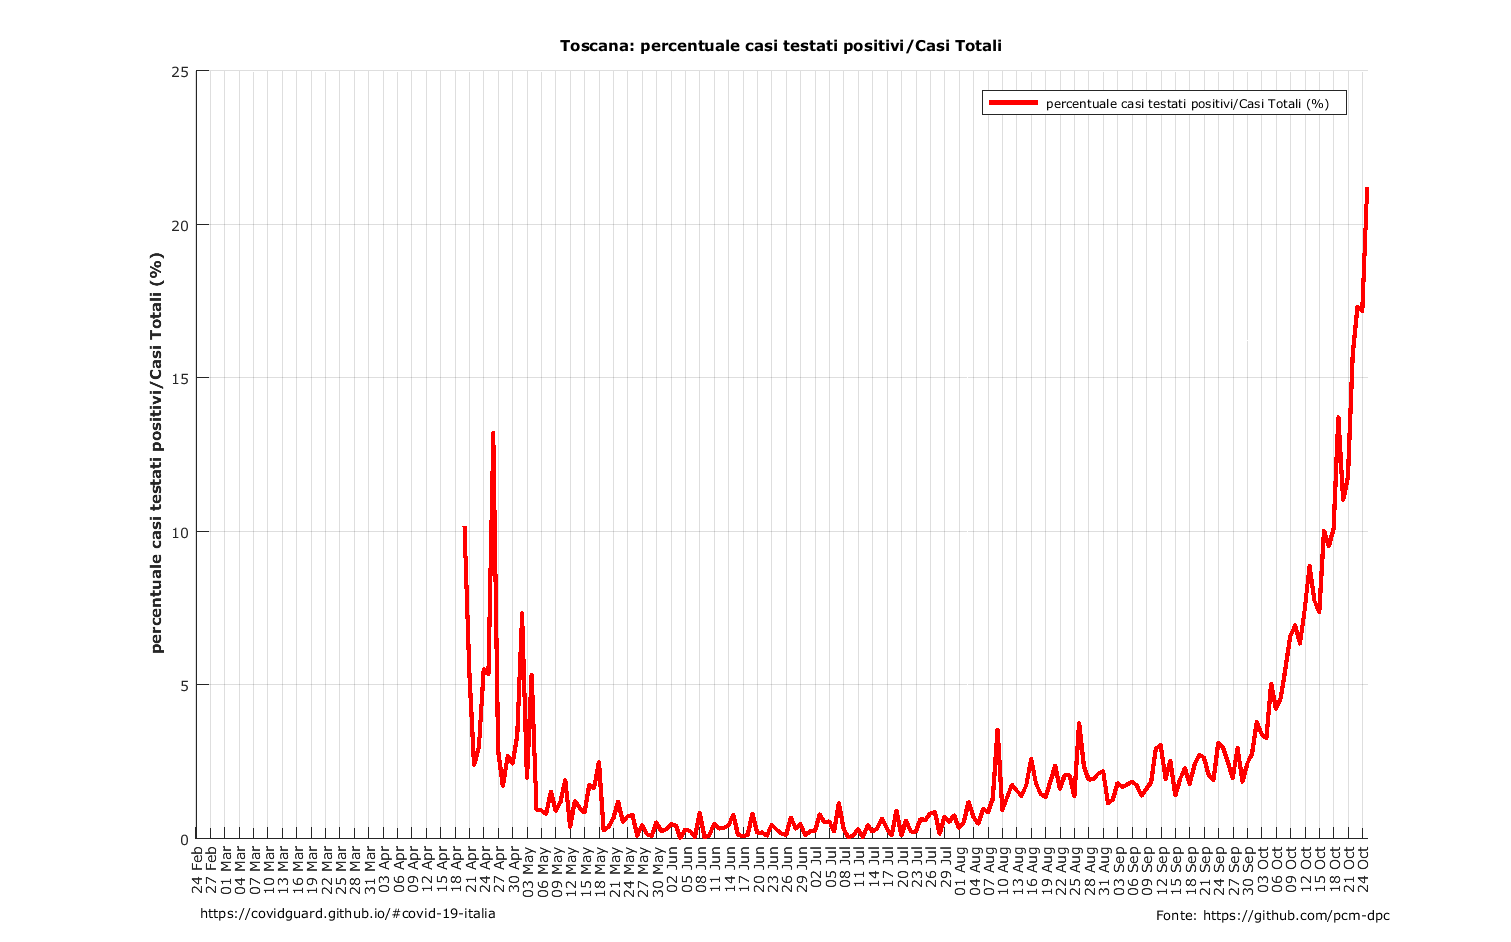 Toscana: percentuale casi testati positivi/Casi Totali
percentuale casi testati positivi/Casi Totali (%)
percentuale casi testati positivi/Casi Totali (%)
25
20
15
10
5
0
24 Feb
27 Feb
01 Mar
04 Mar
07 Mar
10 Mar
13 Mar
16 Mar
19 Mar
22 Mar
25 Mar
28 Mar
31 Mar
03 Apr
06 Apr
09 Apr
12 Apr
15 Apr
18 Apr
21 Apr
24 Apr
27 Apr
30 Apr
03 May
06 May
09 May
12 May
15 May
18 May
21 May
24 May
27 May
30 May
02 Jun
05 Jun
08 Jun
11 Jun
14 Jun
17 Jun
20 Jun
23 Jun
26 Jun
29 Jun
02 Jul
05 Jul
08 Jul
11 Jul
14 Jul
17 Jul
20 Jul
23 Jul
26 Jul
29 Jul
01 Aug
04 Aug
07 Aug
10 Aug
13 Aug
16 Aug
19 Aug
22 Aug
25 Aug
28 Aug
31 Aug
03 Sep
06 Sep
09 Sep
12 Sep
15 Sep
18 Sep
21 Sep
24 Sep
27 Sep
30 Sep
03 Oct
06 Oct
09 Oct
12 Oct
15 Oct
18 Oct
21 Oct
24 Oct
https://covidguard.github.io/#covid-19-italia
Fonte: https://github.com/pcm-dpc